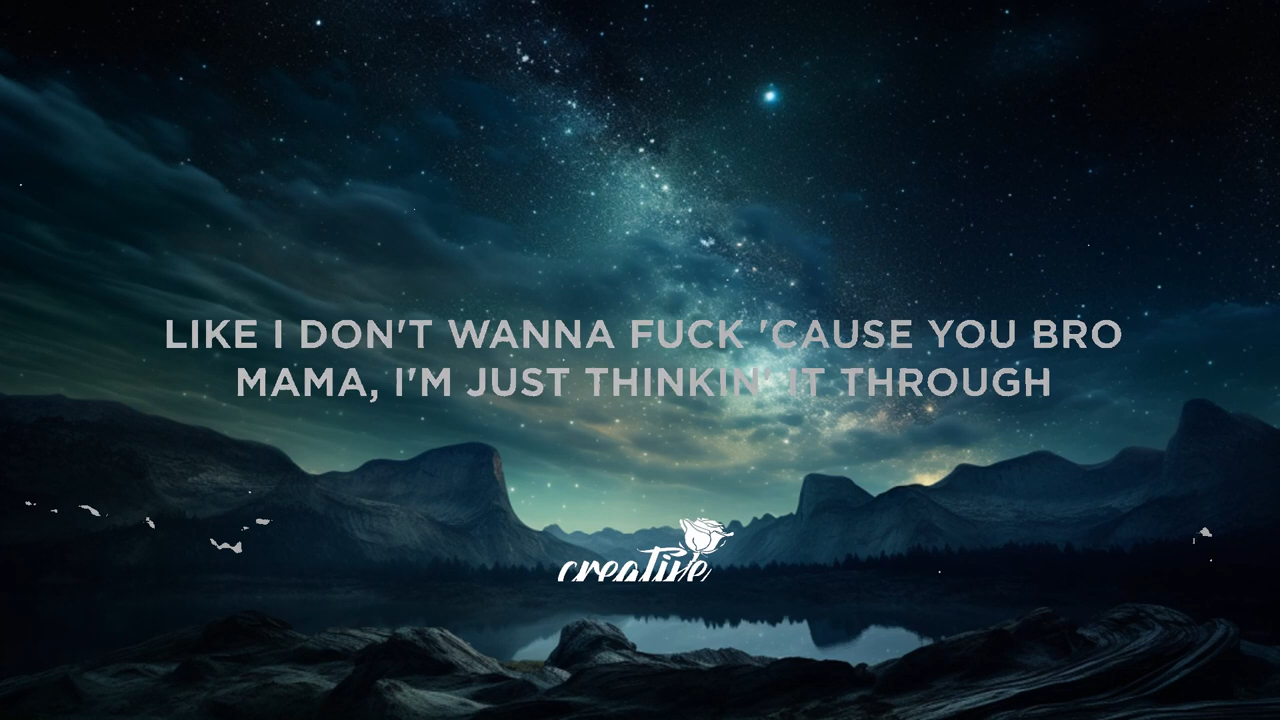 LIKE I DON'T WANNA FUCK 'CAUSE YOU BRO
MAMA, I'M JUST THINKIN' IT THROUGH
creative